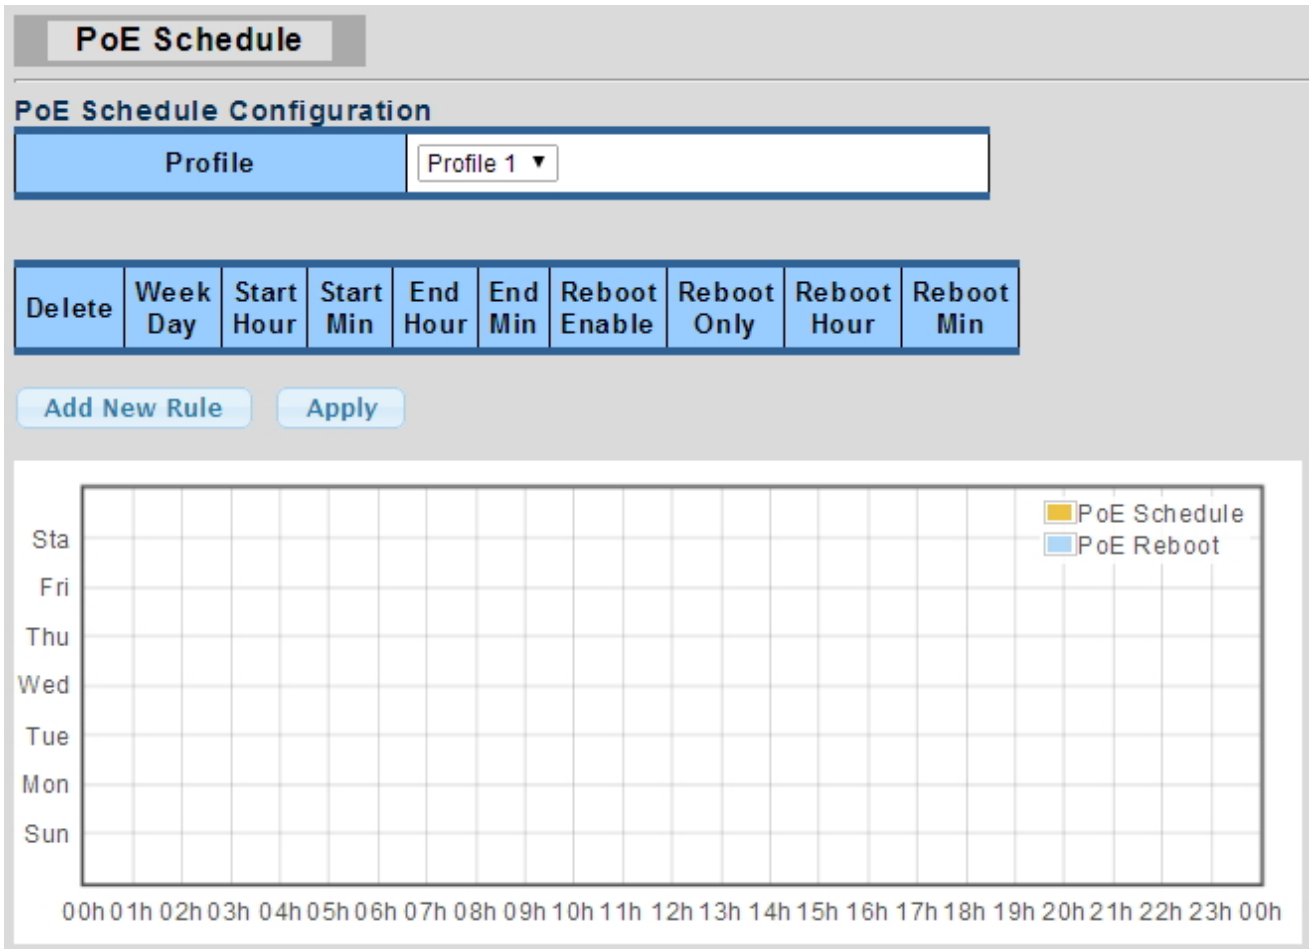 PoE Schedule
PoE Schedule Configuration
Profile Profile 1
Delete Week Day Start Hour Start Min End Hour End Min Reboot Enable Reboot Only Reboot Hour Reboot Min
Add New Rule Apply
PoE Schedule
PoE Reboot
Sta
Fri
Thu
Wed
Tue
Mon
Sun
00h 01h 02h 03h 04h 05h 06h 07h 08h 09h 10h 11h 12h 13h 14h 15h 16h 17h 18h 19h 20h 21h 22h 23h 00h